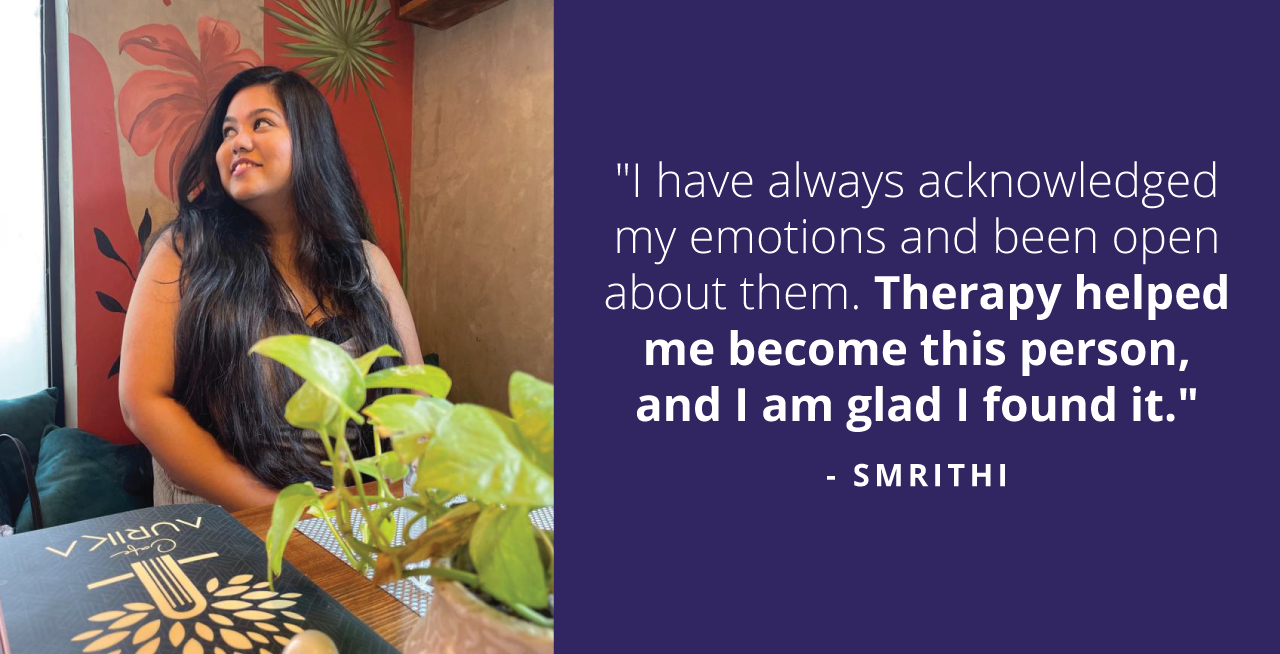 "I have always acknowledged
my emotions and been open
about them. Therapy helped
me become this person,
and I am glad I found it."
- SMRITHI
AURIKA
Cafe